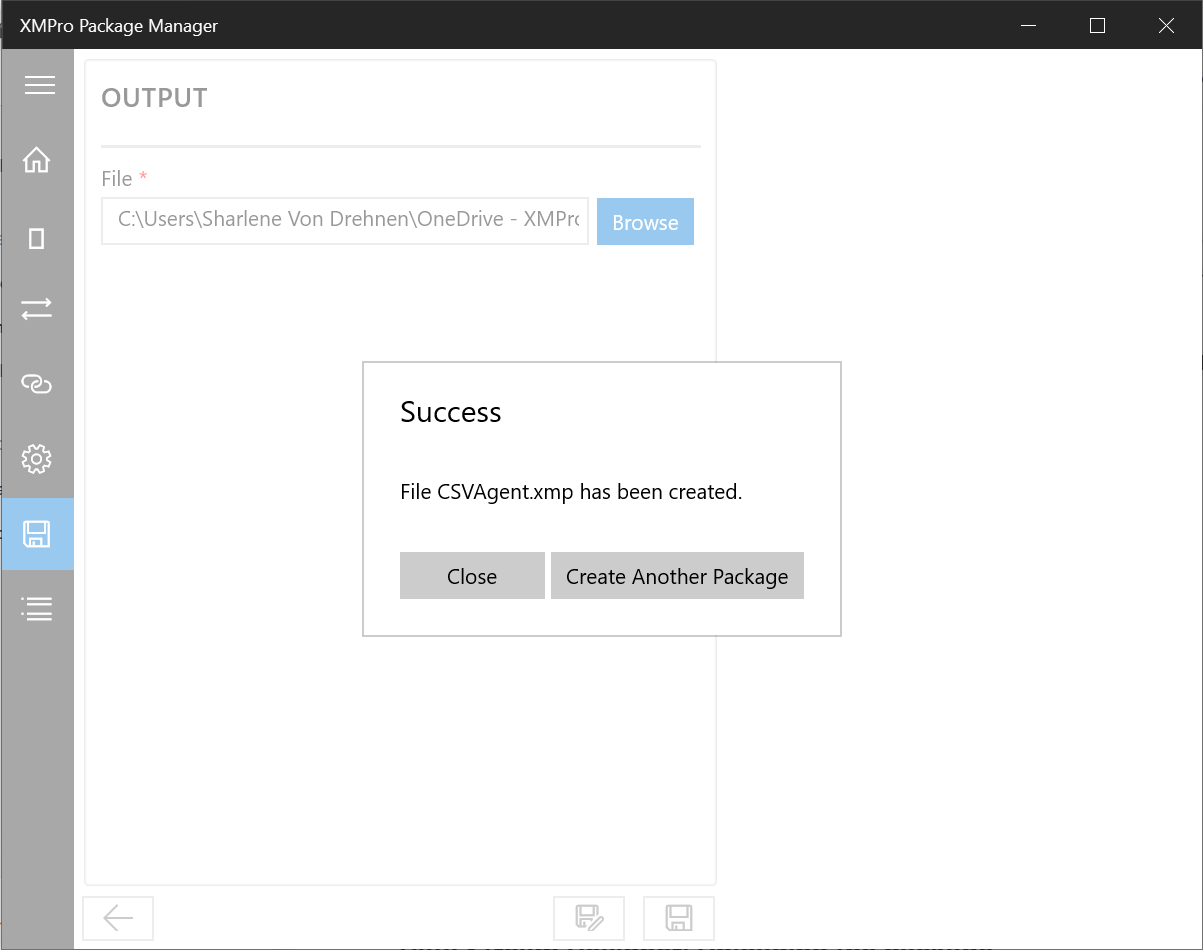 XMPro Package Manager
OUTPUT
File *
C:\Users\Sharlene Von Drehnen\OneDrive - XMPro
Browse
Success
File CSVAgent.xmp has been created.
Close
Create Another Package